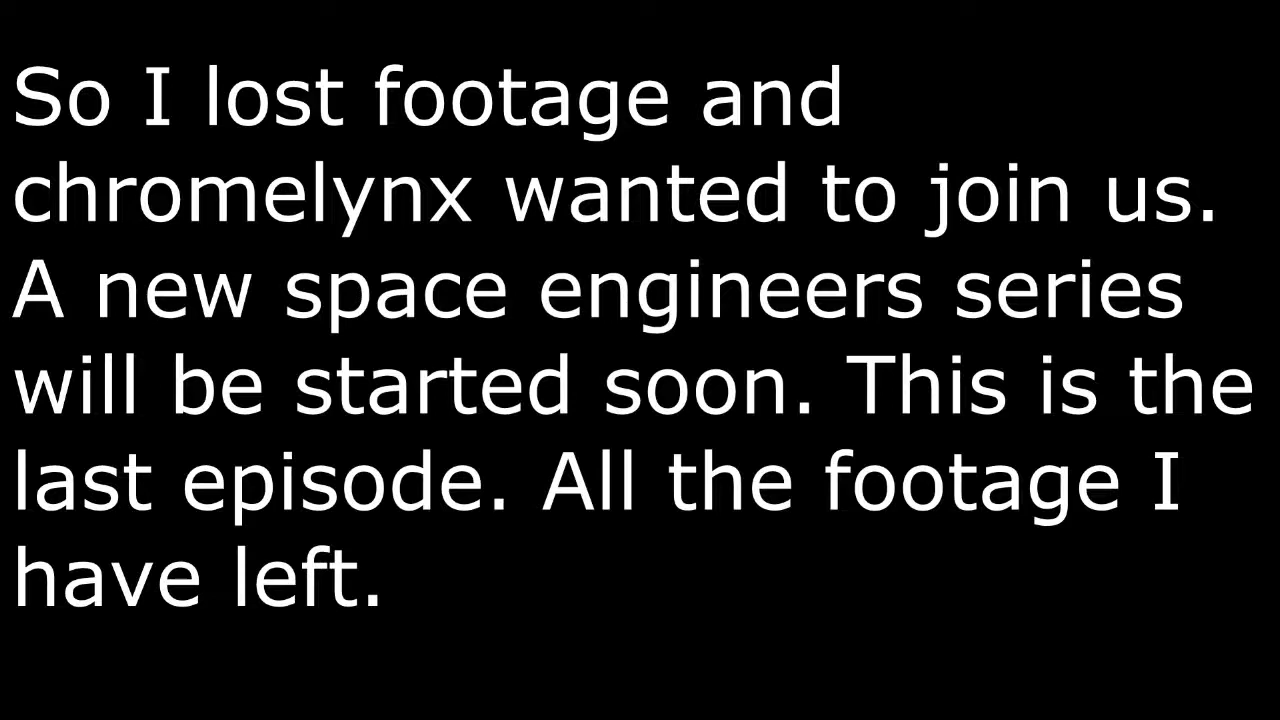 So I lost footage and
chromelynx wanted to join us.
A new space engineers series
will be started soon. This is the
last episode. All the footage I
have left.